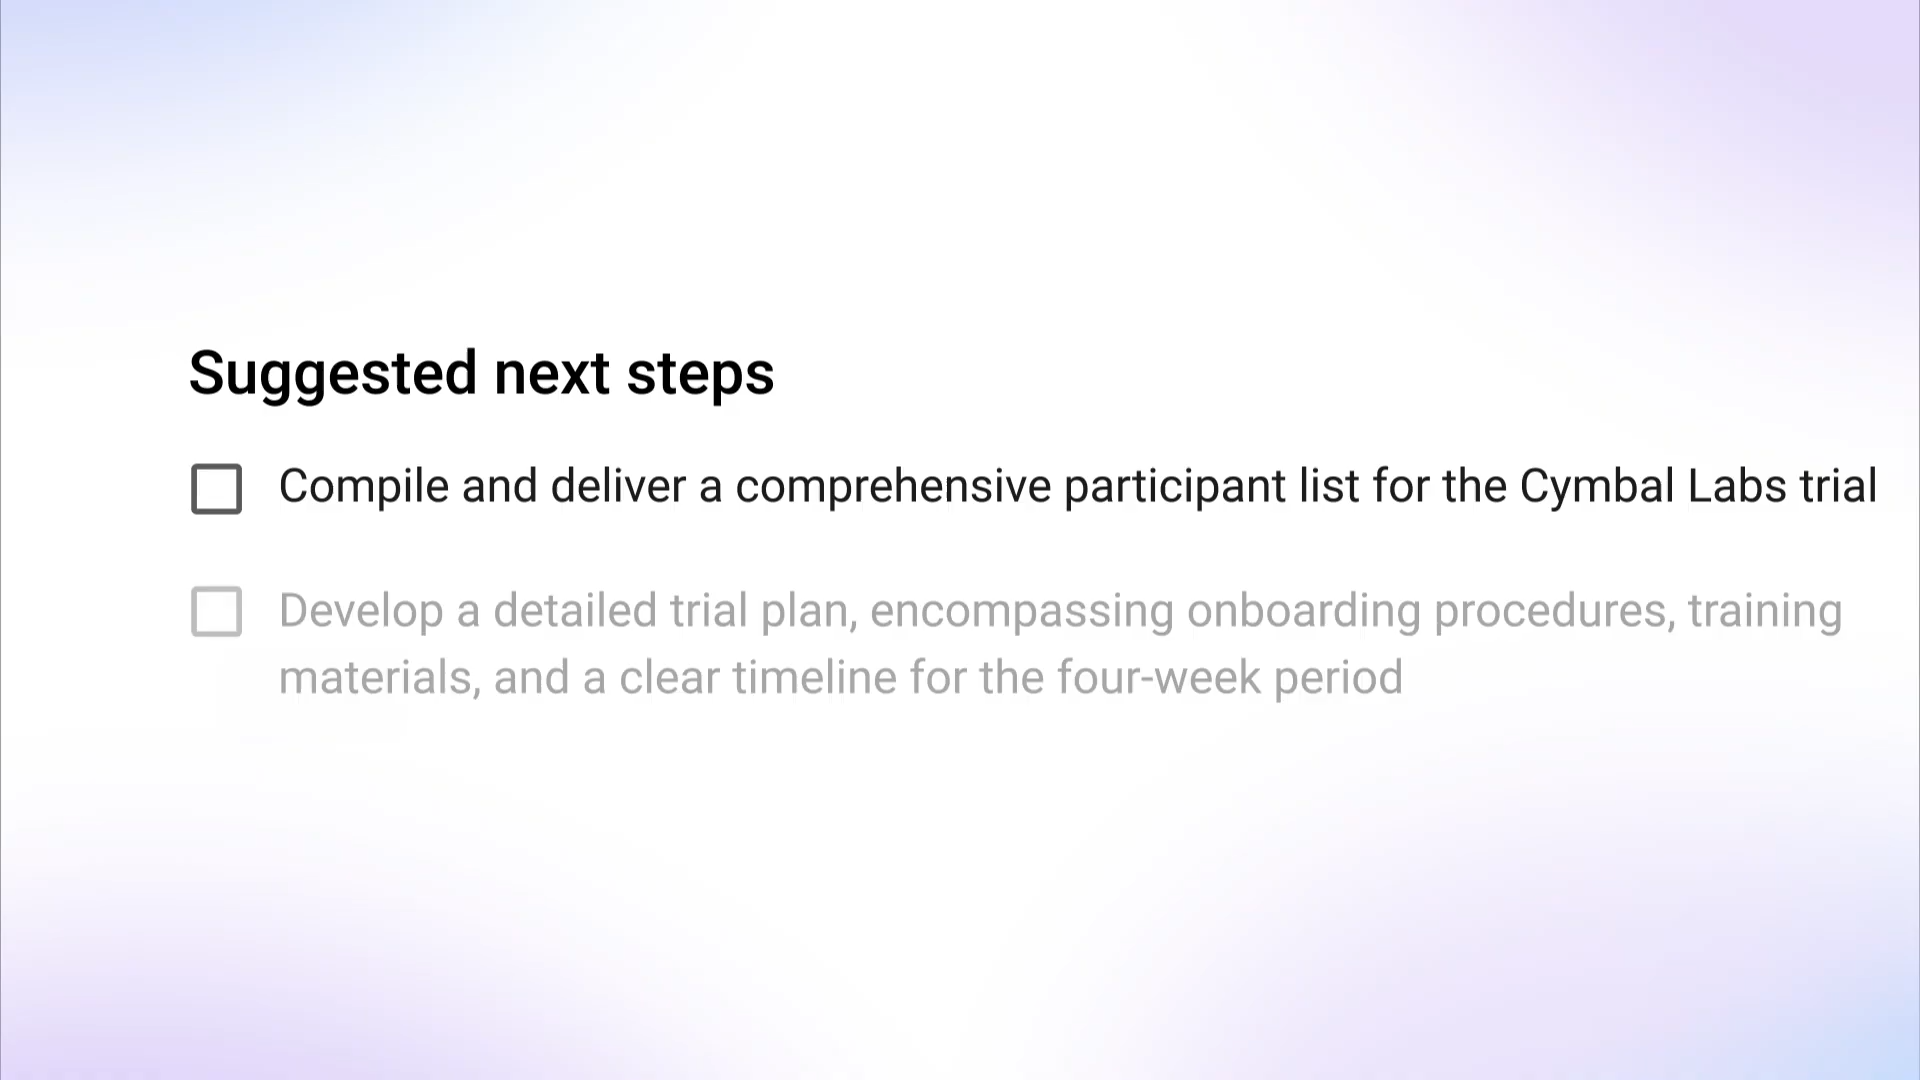 Suggested next steps
Compile and deliver a comprehensive participant list for the Cymbal Labs trial
Develop a detailed trial plan, encompassing onboarding procedures, training
materials, and a clear timeline for the four-week period